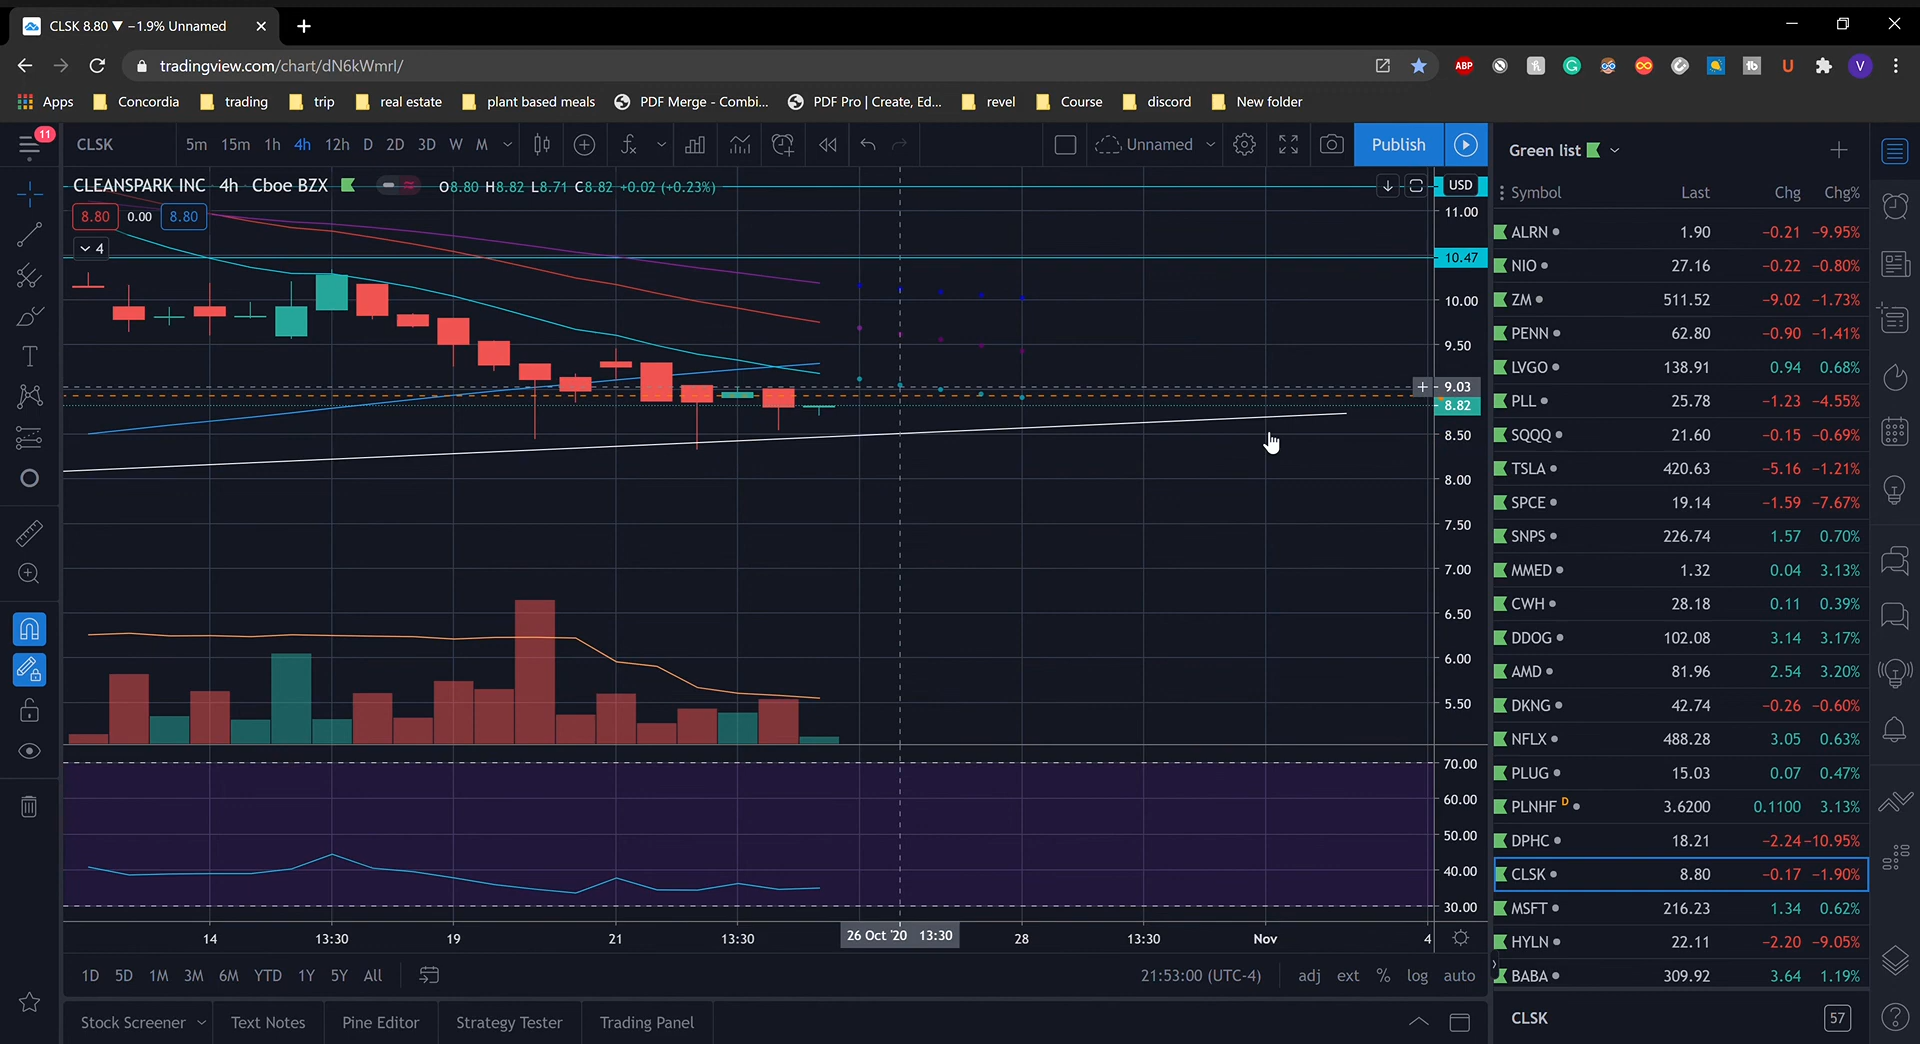 CLSK 8.80 ▼ −1.9% Unnamed
tradingview.com/chart/dN6kWmrl/
ABP
V
Apps Concordia trading trip real estate plant based meals PDF Merge - Combi... PDF Pro | Create, Ed... revel Course discord New folder
11
CLSK 5m 15m 1h 4h 12h D 2D 3D W M Unnamed Publish
CLEANSPARK INC 4h Cboe BZX O8.80 H8.82 L8.71 C8.82 +0.02 (+0.23%)
8.80 0.00 8.80
4
USD
11.00
10.47
10.00
9.50
9.03
8.82
8.50
8.00
7.50
7.00
6.50
6.00
5.50
70.00
60.00
50.00
40.00
30.00
14 13:30 19 21 13:30 26 Oct '20 13:30 28 13:30 Nov 4
1D 5D 1M 3M 6M YTD 1Y 5Y All 21:53:00 (UTC-4) adj ext % log auto
Stock Screener Text Notes Pine Editor Strategy Tester Trading Panel
Green list
Symbol Last Chg Chg%
ALRN 1.90 −0.21 −9.95%
NIO 27.16 −0.22 −0.80%
ZM 511.52 −9.02 −1.73%
PENN 62.80 −0.90 −1.41%
LVGO 138.91 0.94 0.68%
PLL 25.78 −1.23 −4.55%
SQQQ 21.60 −0.15 −0.69%
TSLA 420.63 −5.16 −1.21%
SPCE 19.14 −1.59 −7.67%
SNPS 226.74 1.57 0.70%
MMED 1.32 0.04 3.13%
CWH 28.18 0.11 0.39%
DDOG 102.08 3.14 3.17%
AMD 81.96 2.54 3.20%
DKNG 42.74 −0.26 −0.60%
NFLX 488.28 3.05 0.63%
PLUG 15.03 0.07 0.47%
PLNHF D 3.6200 0.1100 3.13%
DPHC 18.21 −2.24 −10.95%
CLSK 8.80 −0.17 −1.90%
MSFT 216.23 1.34 0.62%
HYLN 22.11 −2.20 −9.05%
BABA 309.92 3.64 1.19%
CLSK 57